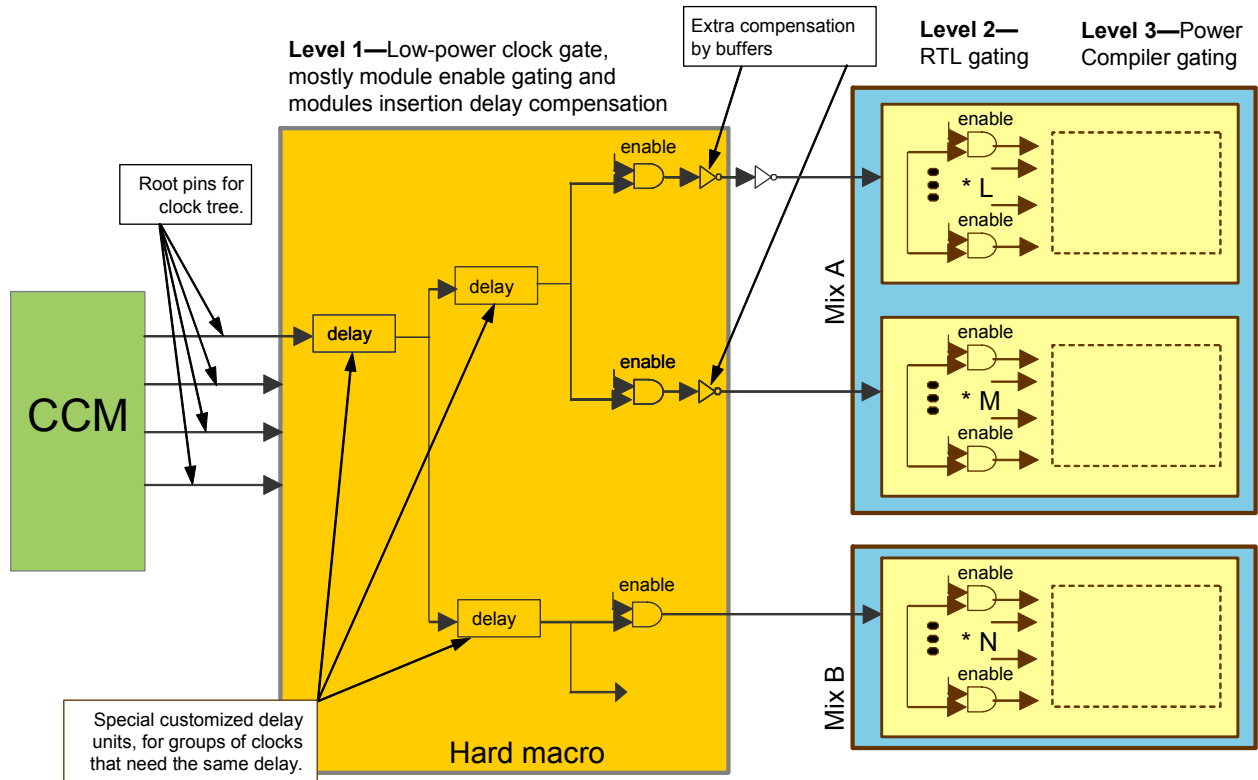 Level 1—Low-power clock gate,
mostly module enable gating and
modules insertion delay compensation
Extra compensation
by buffers
Level 2—
RTL gating
Level 3—Power
Compiler gating
Root pins for
clock tree.
CCM
delay
delay
delay
enable
enable
enable
Hard macro
Special customized delay
units, for groups of clocks
that need the same delay.
Mix A
enable
* L
enable
enable
* M
enable
Mix B
enable
* N
enable